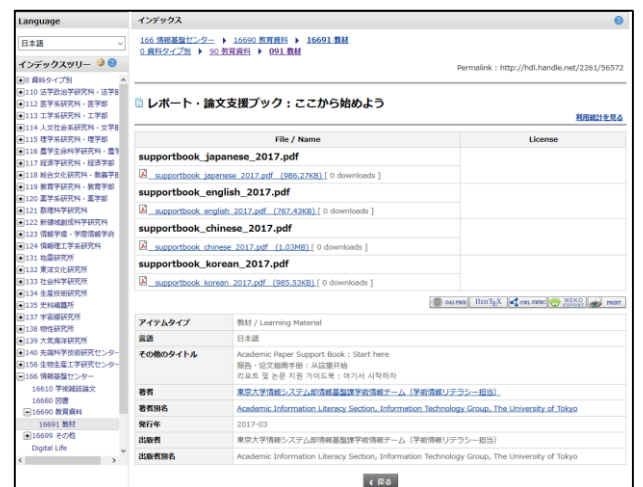 Language
日本語
インデックスツリー
0 資料タイプ別
110 法学政治学研究科・法学部
112 医学系研究科・医学部
113 工学系研究科・工学部
114 人文社会系研究科・文学部
115 理学系研究科・理学部
116 農学生命科学研究科・農学
117 経済学研究科・経済学部
118 総合文化研究科・教養学部
119 教育学研究科・教育学部
120 薬学系研究科・薬学部
121 数理科学研究科
122 新領域創成科学研究科
123 情報学環・学際情報学府
124 情報理工学系研究科
131 地震研究所
132 東洋文化研究所
133 社会科学研究所
134 生産技術研究所
135 史料編纂所
137 宇宙線研究所
138 物性研究所
139 大気海洋研究所
140 先端科学技術研究センター
156 生物生産工学研究センター
166 情報基盤センター
16610 学術雑誌論文
16680 図書
16690 教育資料
16691 教材
16699 その他
Digital Life
インデックス
166 情報基盤センター ▶ 16690 教育資料 ▶ 16691 教材
0 資料タイプ別 ▶ 90 教育資料 ▶ 091 教材
Permalink : http://hdl.handle.net/2261/56572
レポート・論文支援ブック : ここから始めよう
利用統計を見る
File / Name License
supportbook_japanese_2017.pdf
supportbook_japanese_2017.pdf (986.27KB) [ 0 downloads ]
supportbook_english_2017.pdf
supportbook_english_2017.pdf (767.43KB) [ 0 downloads ]
supportbook_chinese_2017.pdf
supportbook_chinese_2017.pdf (1.03MB) [ 0 downloads ]
supportbook_korean_2017.pdf
supportbook_korean_2017.pdf (985.53KB) [ 0 downloads ]
OAI-PMH BIBTEX OWL SWRC WEKO EXPORT PRINT
アイテムタイプ 教材 / Learning Material
言語 日本語
その他のタイトル Academic Paper Support Book : Start here
报告・论文指南手册 : 从这里开始
리포트 및 논문 지원 가이드북 : 여기서 시작하자
著者 東京大学情報システム部情報基盤課学術情報チーム (学術情報リテラシー担当)
著者別名 Academic Information Literacy Section, Information Technology Group, The University of Tokyo
発行年 2017-03
出版者 東京大学情報システム部情報基盤課学術情報チーム (学術情報リテラシー担当)
出版者別名 Academic Information Literacy Section, Information Technology Group, The University of Tokyo
戻る